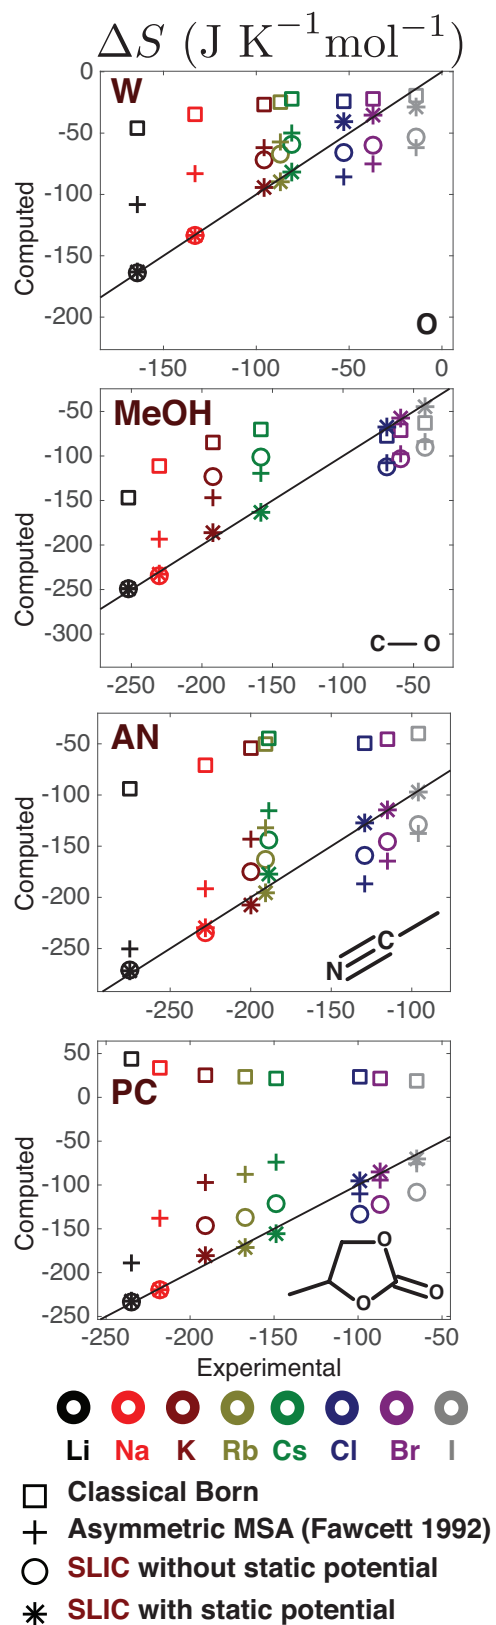 ΔS (J K⁻¹mol⁻¹)
W
0
-50
-100
-150
-200
Computed
O
-150 -100 -50 0
MeOH
-50
-100
-150
-200
-250
-300
Computed
C O
-250 -200 -150 -100 -50
AN
-50
-100
-150
-200
-250
Computed
N C
-250 -200 -150 -100
PC
50
0
-50
-100
-150
-200
-250
Computed
O
O
O
-250 -200 -150 -100 -50
Experimental
Li Na K Rb Cs Cl Br I
Classical Born
Asymmetric MSA (Fawcett 1992)
SLIC without static potential
SLIC with static potential